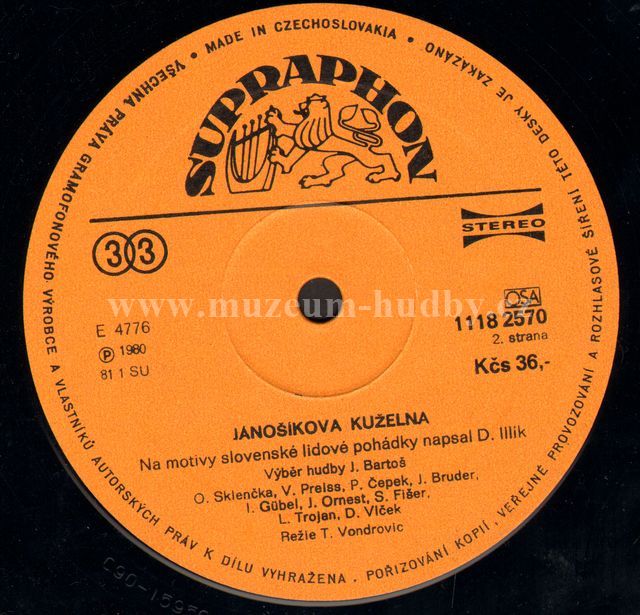 VŠECHNA PRÁVA GRAMOFONOVÉHO VÝROBCE A VLASTNÍKŮ AUTORSKÝCH PRÁV K DÍLU VYHRAŽENA • POŘIZOVÁNÍ KOPIÍ, VEŘEJNÉ PROVOZOVÁNÍ A ROZHLASOVÉ ŠÍŘENÍ TÉTO DESKY JE ZAKÁZÁNO • MADE IN CZECHOSLOVAKIA •
SUPRAPHON
33
STEREO
www.muzeum-hudby.cz
E 4776
Ⓟ 1980
81 1 SU
OSA
1118 2570
2. strana
Kčs 36,-
JÁNOŠÍKOVA KUŽELNA
Na motivy slovenské lidové pohádky napsal D. Illík
Výběr hudby J. Bartoš
O. Sklenčka, V. Preiss, P. Čepek, J. Bruder,
I. Gübel, J. Ornest, S. Fišer,
L. Trojan, D. Vlček
Režie T. Vondrovic